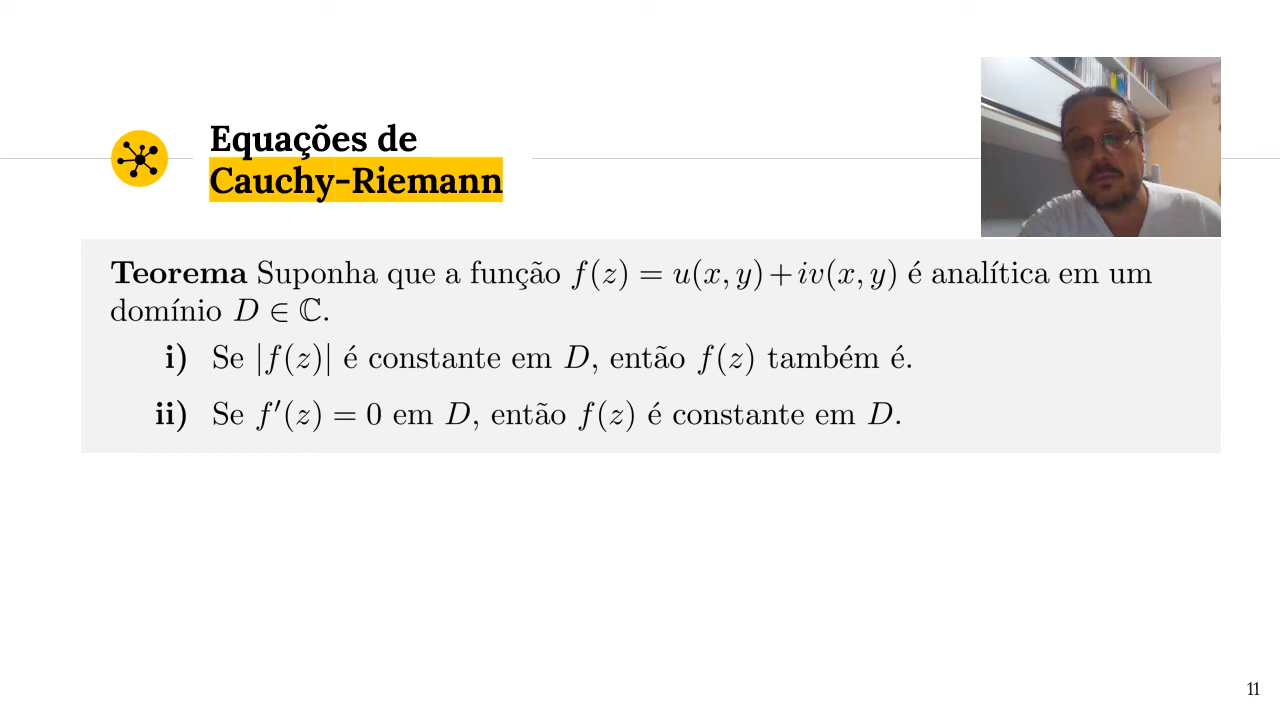 Equações de
Cauchy-Riemann
Teorema Suponha que a função f(z) = u(x, y) + iv(x, y) é analítica em um
domínio D ∈ ℂ.
i) Se |f(z)| é constante em D, então f(z) também é.
ii) Se f′(z) = 0 em D, então f(z) é constante em D.
11